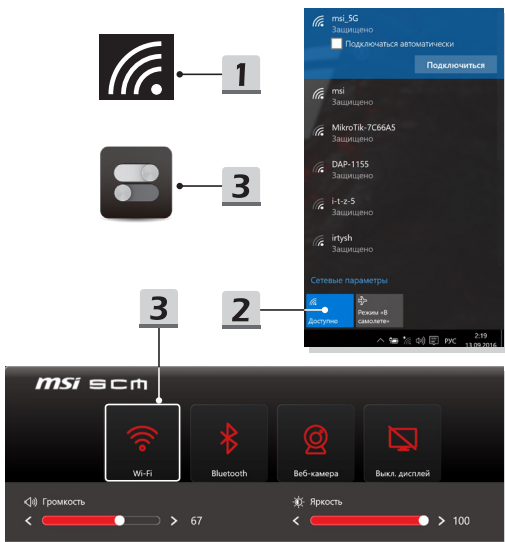 1
3
3
2
msi_5G
Защищено
Подключаться автоматически
Подключиться
msi
Защищено
MikroTik-7C66A5
Защищено
DAP-1155
Защищено
i-t-z-5
Защищено
irtysh
Защищено
Сетевые параметры
Доступно
Режим «В
самолете»
РУС
2:19
13.09.2016
msi SCM
Wi-Fi
Bluetooth
Веб-камера
Выкл. дисплей
Громкость
< > 67
Яркость
< > 100